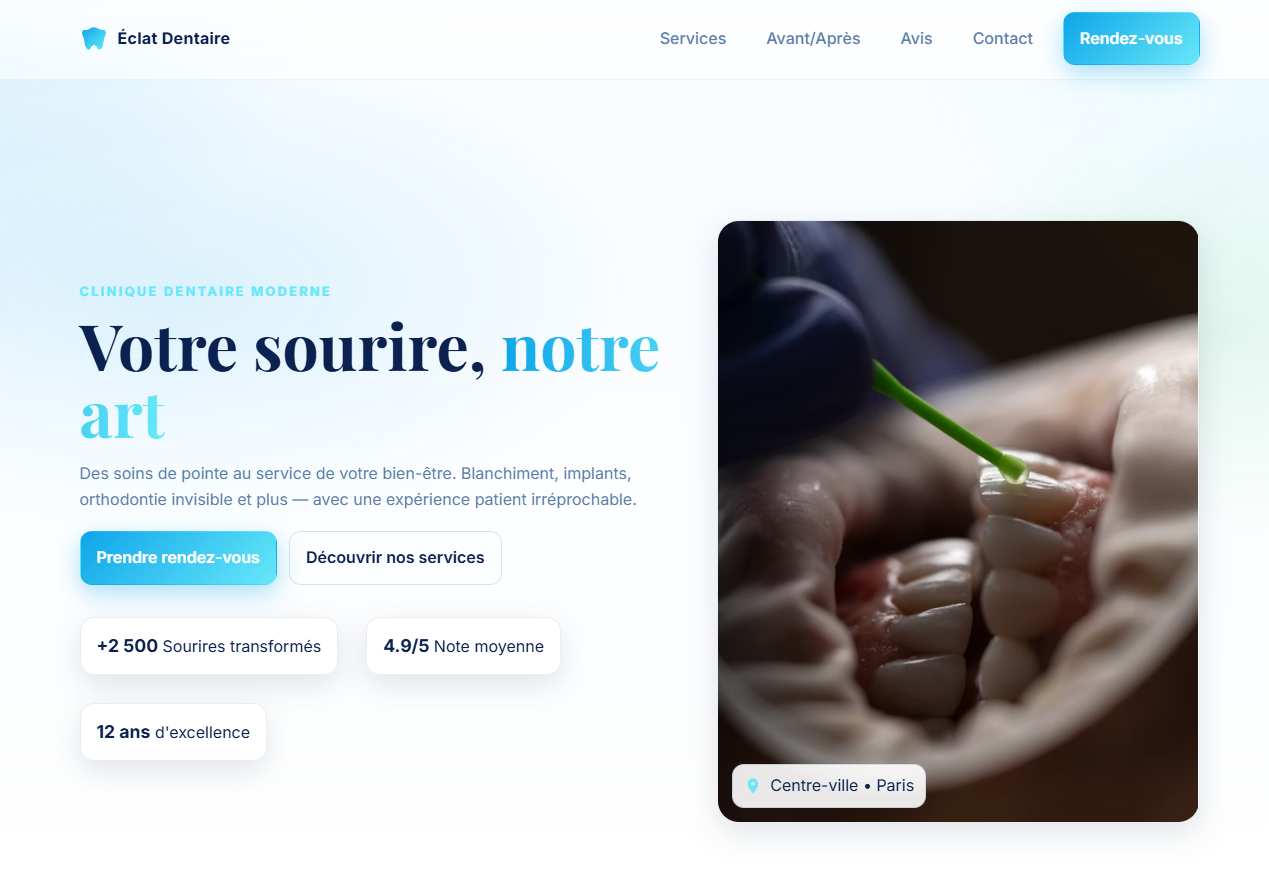 Éclat Dentaire
Services
Avant/Après
Avis
Contact
Rendez-vous
CLINIQUE DENTAIRE MODERNE
Votre sourire, notre
art
Des soins de pointe au service de votre bien-être. Blanchiment, implants,
orthodontie invisible et plus — avec une expérience patient irréprochable.
Prendre rendez-vous
Découvrir nos services
+2 500 Sourires transformés
4.9/5 Note moyenne
12 ans d'excellence
Centre-ville • Paris